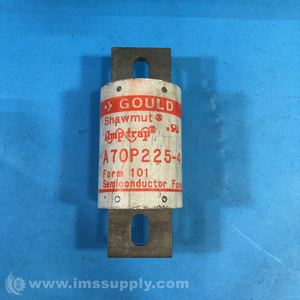 GOULD
Shawmut®
Amp-trap®
A70P225-4
Form 101
Semiconductor Fuse
© www.imssupply.com